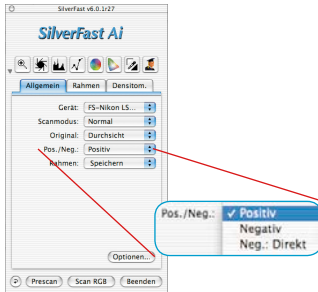 SilverFast v6.0.1r27
SilverFast Ai
Allgemein Rahmen Densitom.
Gerät: FS-Nikon LS...
Scanmodus: Normal
Original: Durchsicht
Pos./Neg.: Positiv
Rahmen: Speichern
Pos./Neg.: ✓ Positiv
Negativ
Neg.: Direkt
Optionen...
Prescan Scan RGB Beenden